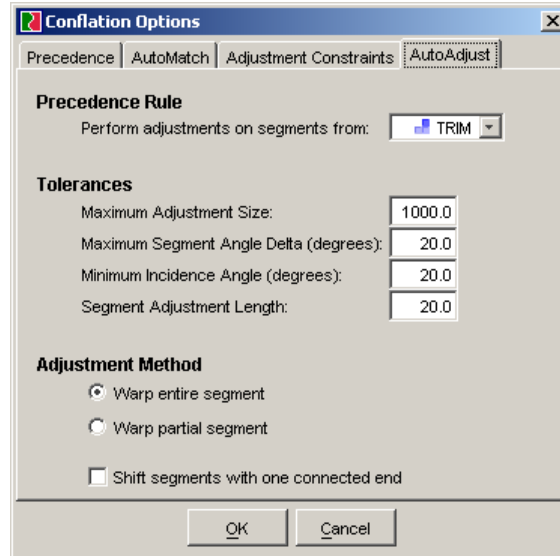 Conflation Options
Precedence AutoMatch Adjustment Constraints AutoAdjust
Precedence Rule
Perform adjustments on segments from: TRIM
Tolerances
Maximum Adjustment Size: 1000.0
Maximum Segment Angle Delta (degrees): 20.0
Minimum Incidence Angle (degrees): 20.0
Segment Adjustment Length: 20.0
Adjustment Method
Warp entire segment
Warp partial segment
Shift segments with one connected end
OK Cancel